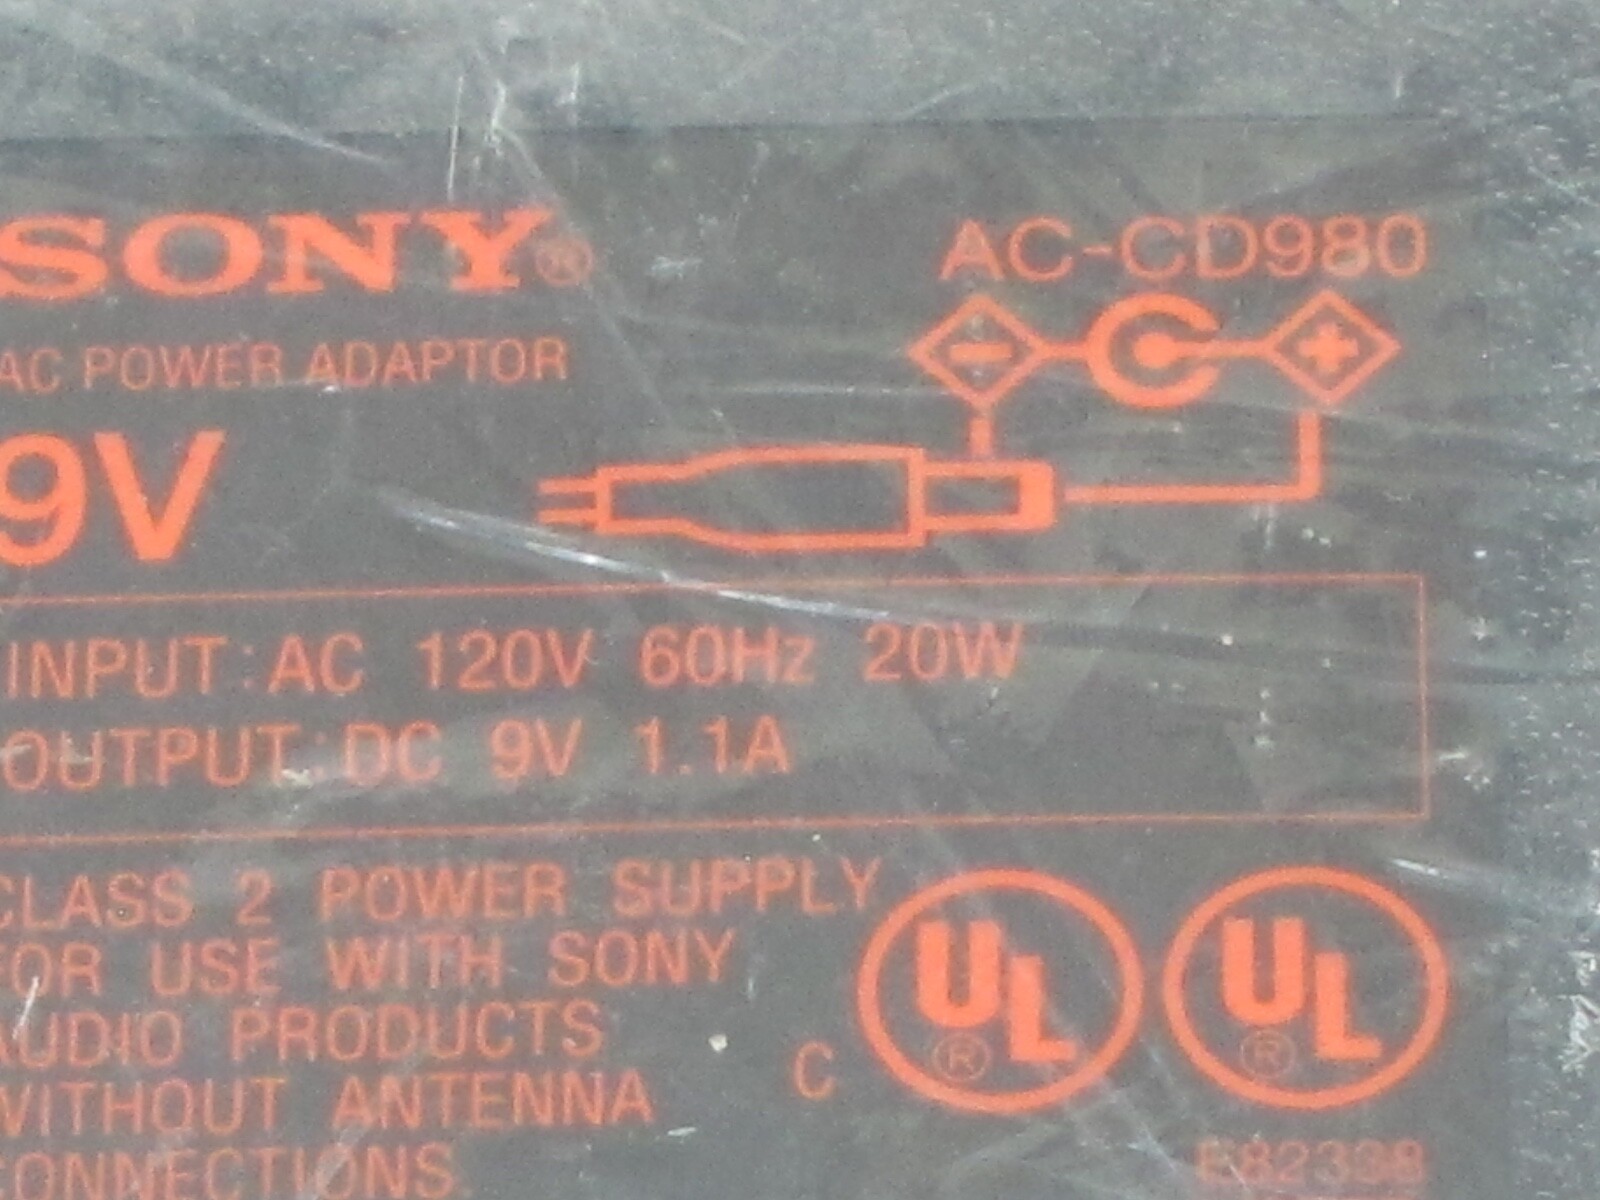 SONY® AC-CD980
AC POWER ADAPTOR
9V
INPUT:AC 120V 60Hz 20W
OUTPUT:DC 9V 1.1A
CLASS 2 POWER SUPPLY
FOR USE WITH SONY
AUDIO PRODUCTS
WITHOUT ANTENNA
CONNECTIONS.
C UL® UL®
E82338